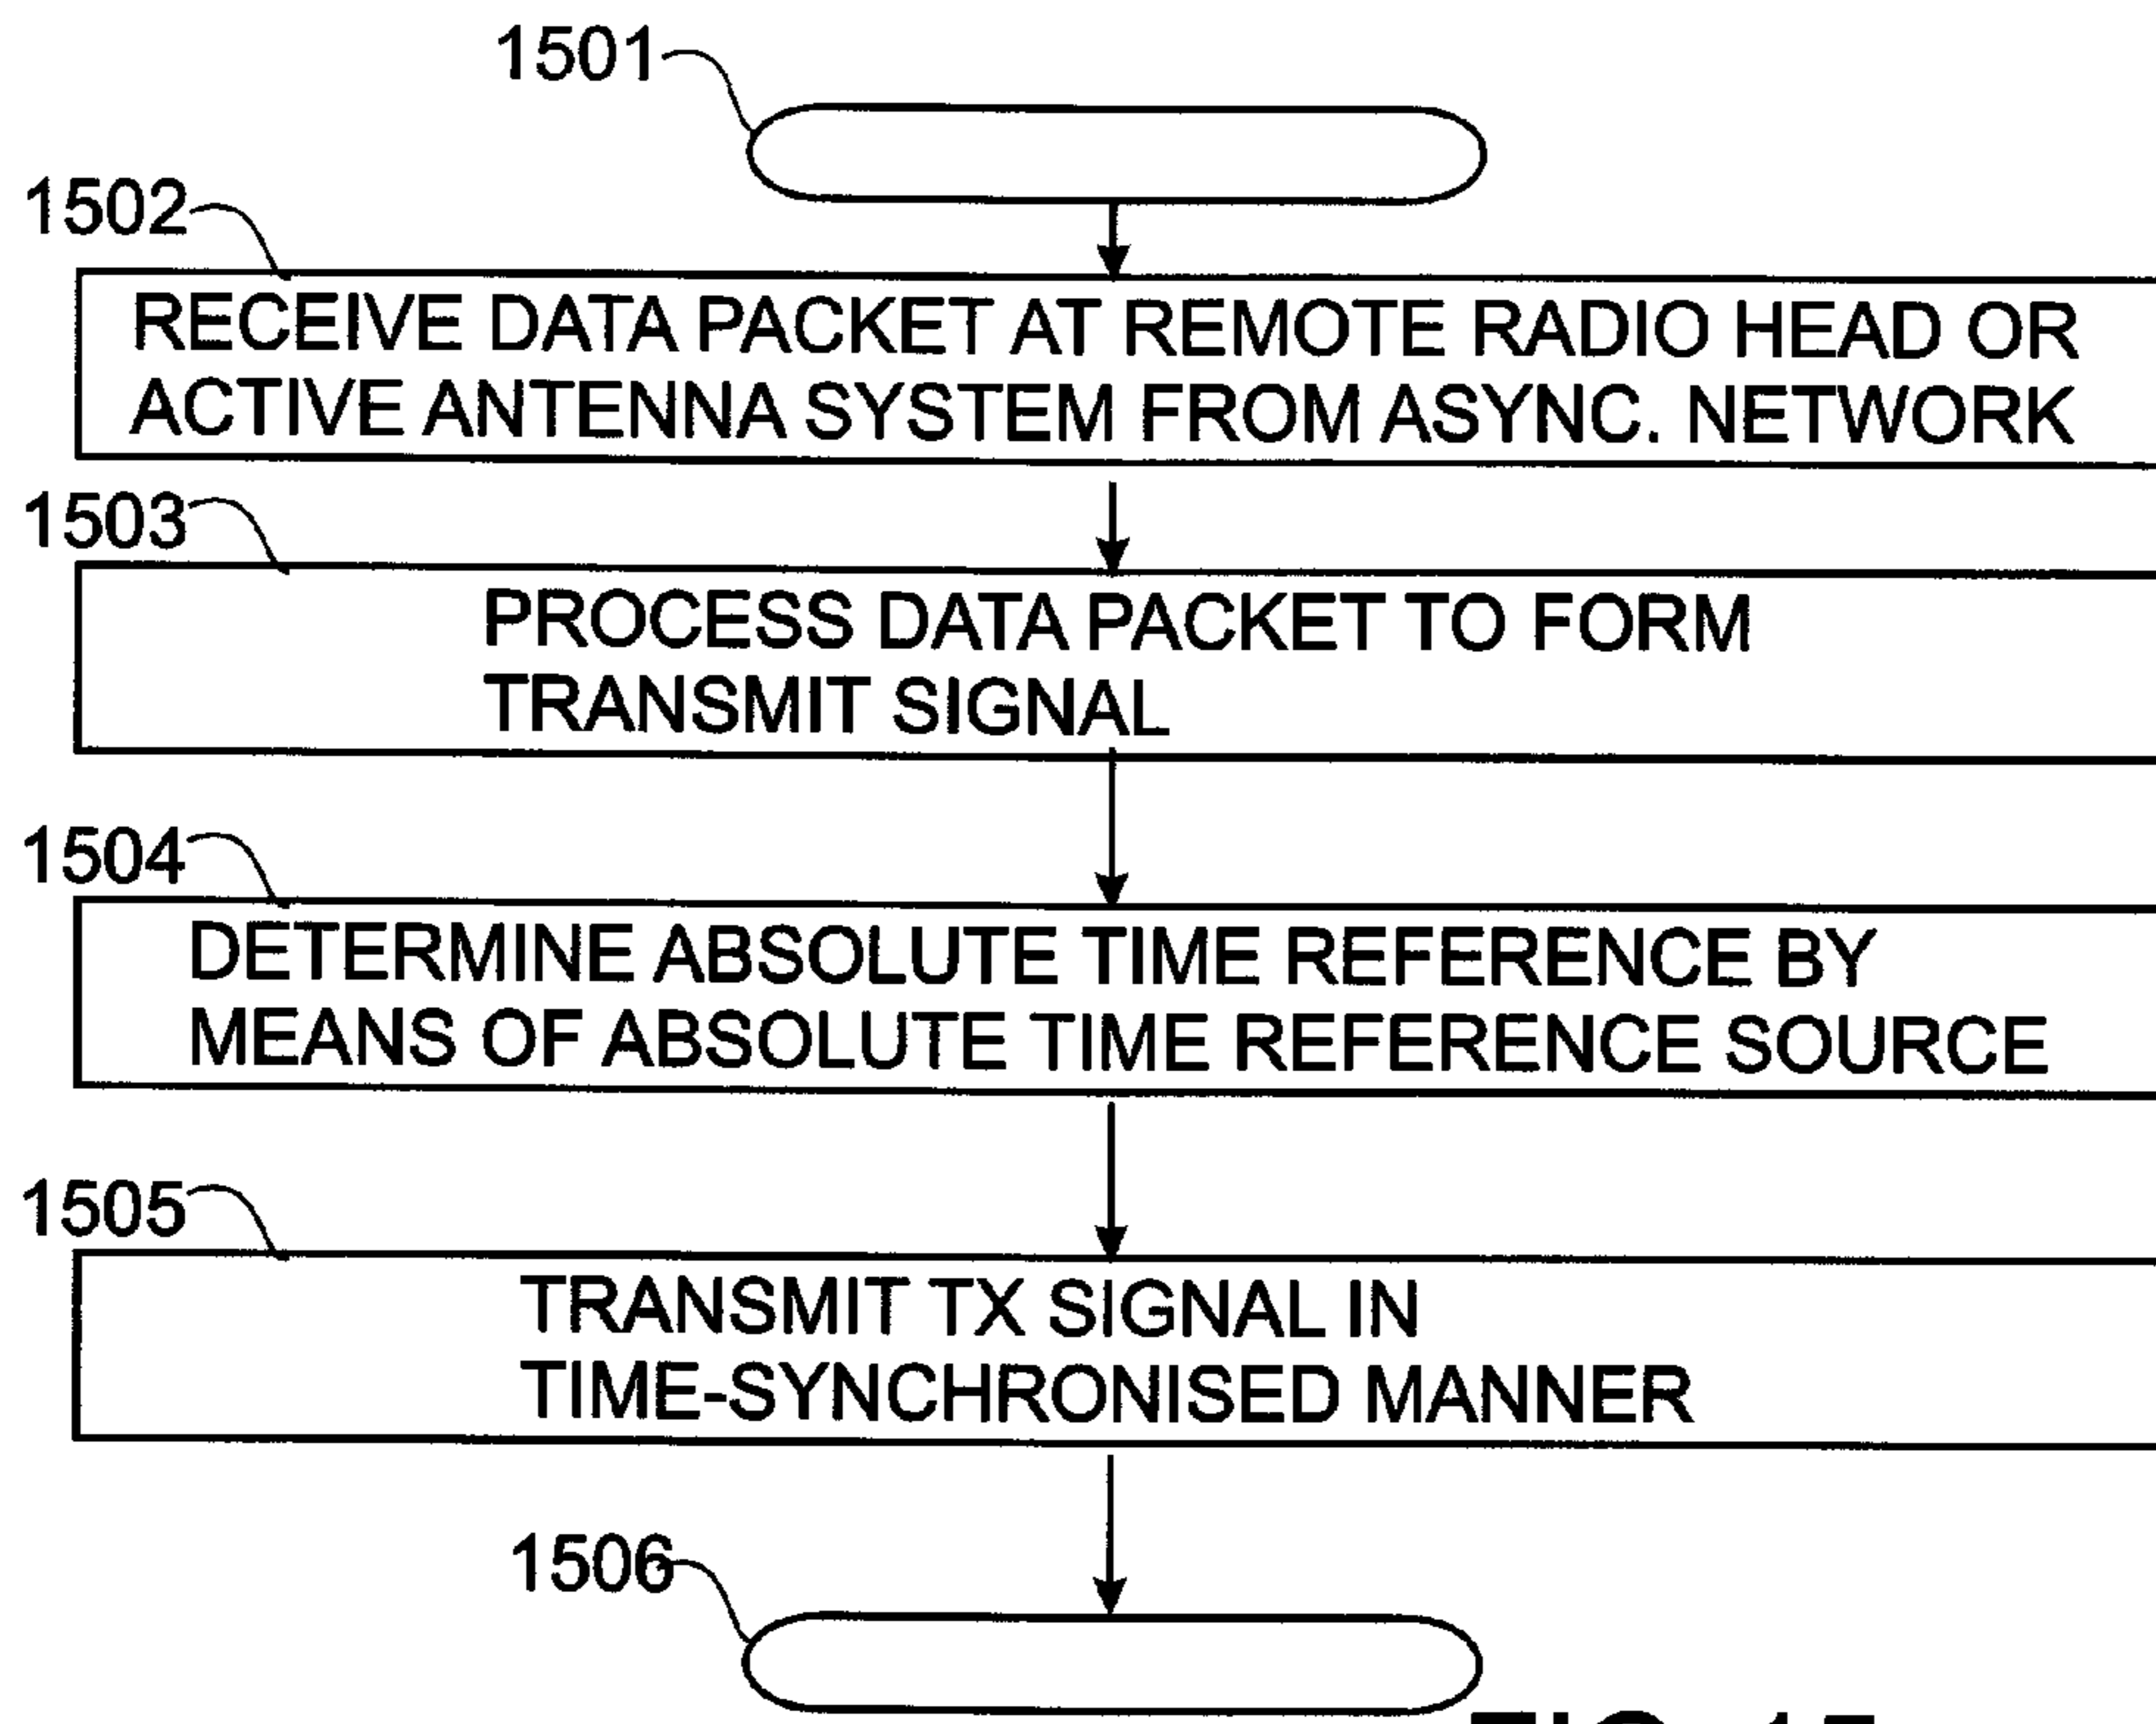 1501
1502
RECEIVE DATA PACKET AT REMOTE RADIO HEAD OR
ACTIVE ANTENNA SYSTEM FROM ASYNC. NETWORK
1503
PROCESS DATA PACKET TO FORM
TRANSMIT SIGNAL
1504
DETERMINE ABSOLUTE TIME REFERENCE BY
MEANS OF ABSOLUTE TIME REFERENCE SOURCE
1505
TRANSMIT TX SIGNAL IN
TIME-SYNCHRONISED MANNER
1506